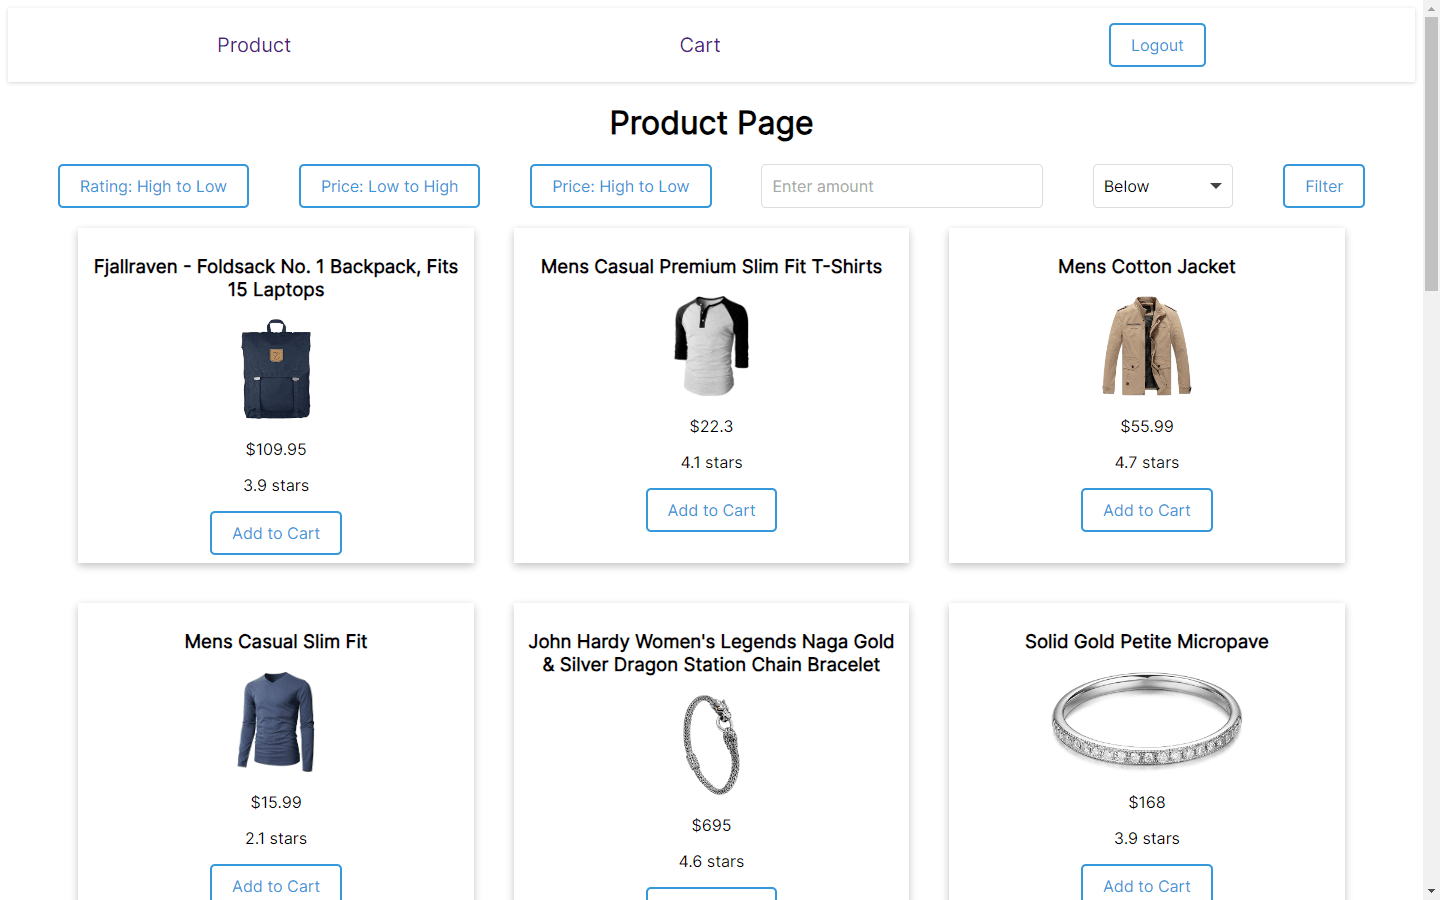 Product
Cart
Logout
Product Page
Rating: High to Low
Price: Low to High
Price: High to Low
Enter amount
Below
Filter
Fjallraven - Foldsack No. 1 Backpack, Fits
15 Laptops
$109.95
3.9 stars
Add to Cart
Mens Casual Premium Slim Fit T-Shirts
$22.3
4.1 stars
Add to Cart
Mens Cotton Jacket
$55.99
4.7 stars
Add to Cart
Mens Casual Slim Fit
$15.99
2.1 stars
Add to Cart
John Hardy Women's Legends Naga Gold
& Silver Dragon Station Chain Bracelet
$695
4.6 stars
Solid Gold Petite Micropave
$168
3.9 stars
Add to Cart